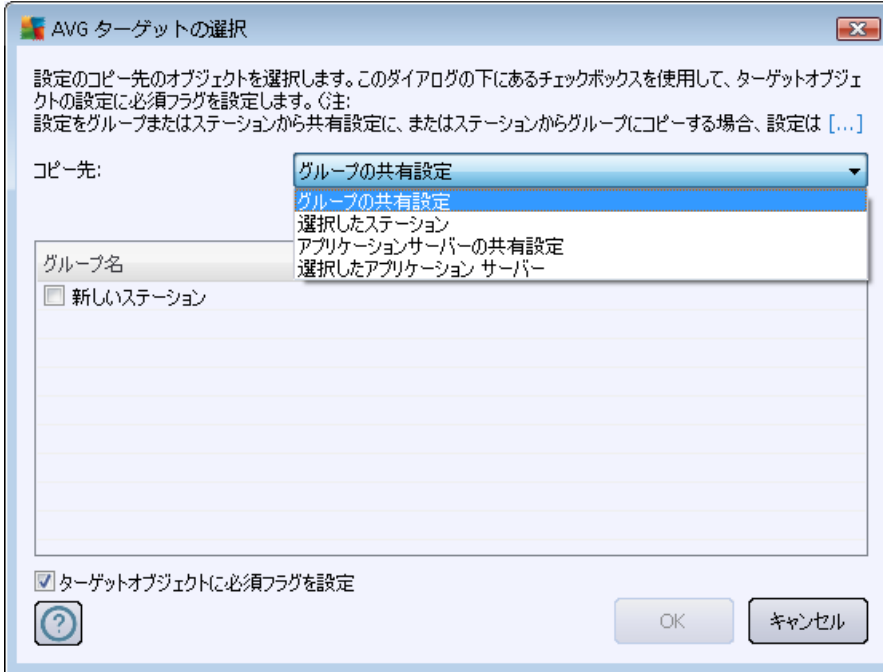 AVG ターゲットの選択
設定のコピー先のオブジェクトを選択します。このダイアログの下にあるチェックボックスを使用して、ターゲットオブジェ
クトの設定に必須フラグを設定します。（注:
設定をグループまたはステーションから共有設定に、またはステーションからグループにコピーする場合、設定は [...]
コピー先:
グループの共有設定
グループの共有設定
選択したステーション
アプリケーションサーバーの共有設定
選択したアプリケーション サーバー
グループ名
新しいステーション
ターゲットオブジェクトに必須フラグを設定
?
OK
キャンセル